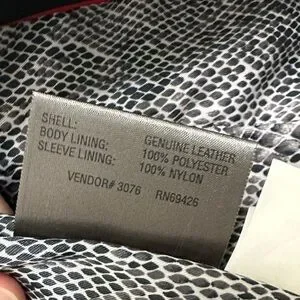 SHELL: GENUINE LEATHER
BODY LINING: 100% POLYESTER
SLEEVE LINING: 100% NYLON
VENDOR# 3076 RN69426